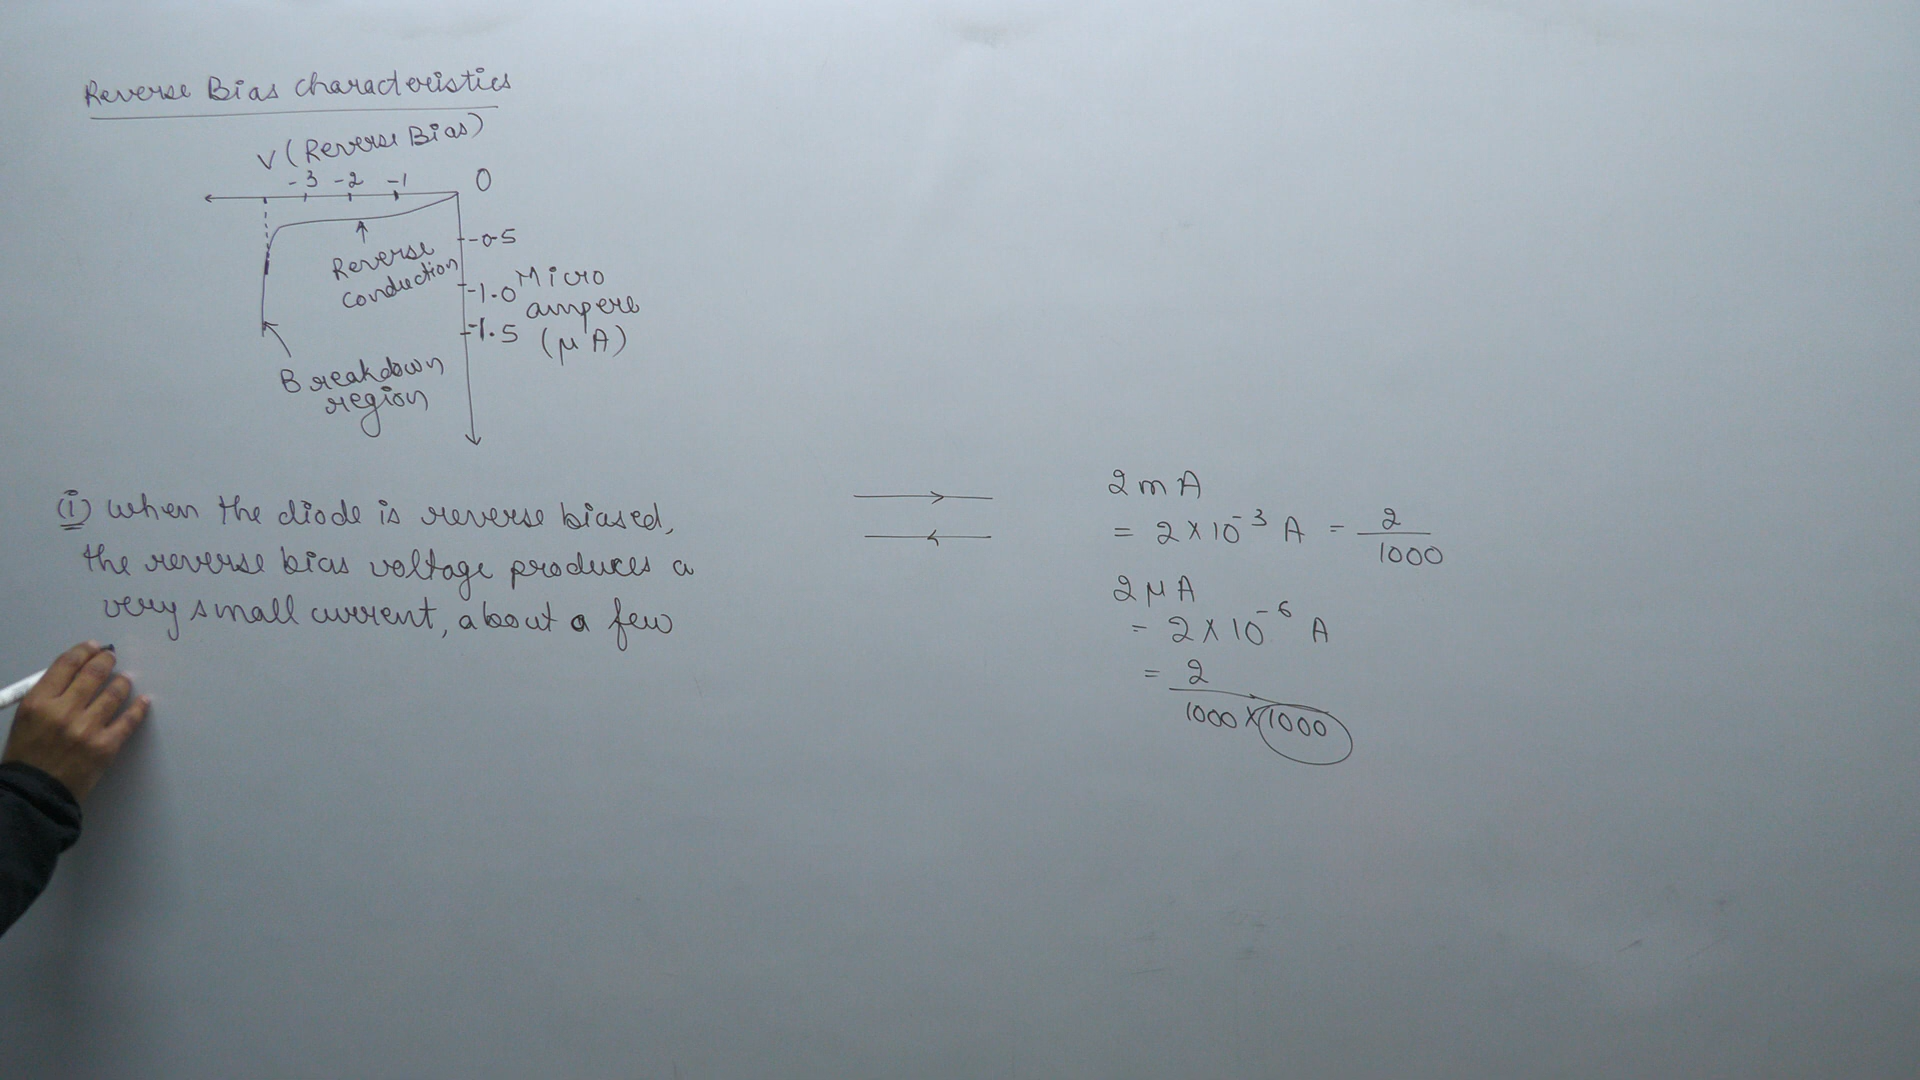 Reverse Bias characteristics
V (Reverse Bias)
-3 -2 -1 0
Reverse
conduction
-0.5
-1.0
-1.5
Micro
ampere
(μA)
Breakdown
region
(i) when the diode is reverse biased,
the reverse bias voltage produces a
very small current, about a few
2 m A
= 2 × 10⁻³ A = 2/1000
2 μ A
= 2 × 10⁻⁶ A
= 2/1000 × 1000